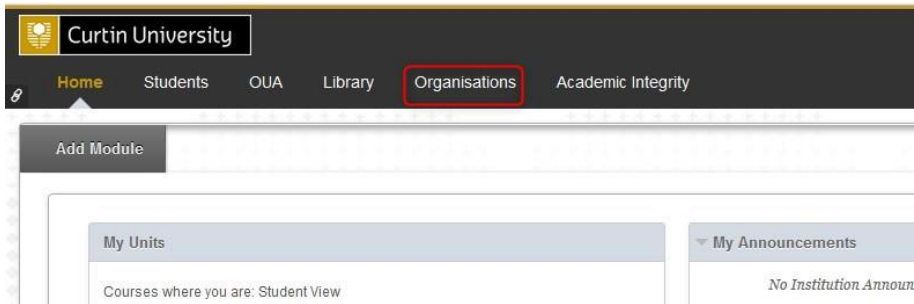 Curtin University
Home Students OUA Library Organisations Academic Integrity
Add Module
My Units
My Announcements
Courses where you are: Student View
No Institution Announ